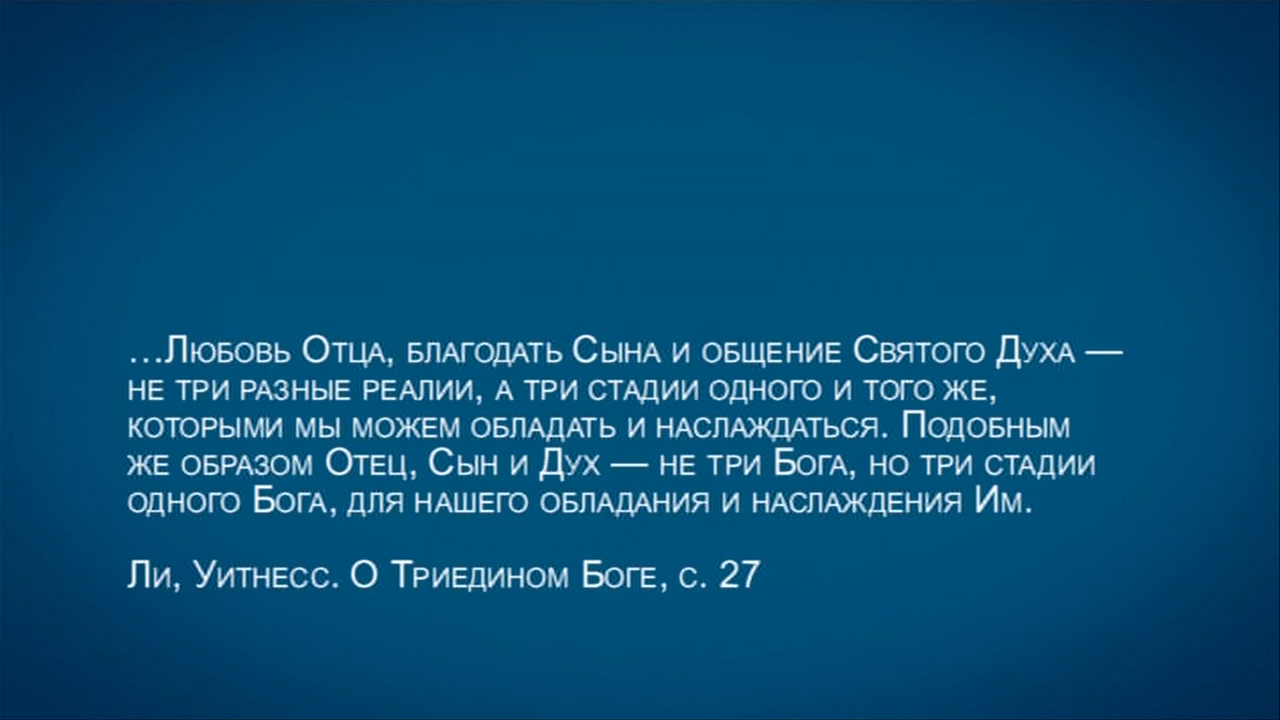 …Любовь Отца, благодать Сына и общение Святого Духа —
не три разные реалии, а три стадии одного и того же,
которыми мы можем обладать и наслаждаться. Подобным
же образом Отец, Сын и Дух — не три Бога, но три стадии
одного Бога, для нашего обладания и наслаждения Им.
Ли, Уитнесс. О Триедином Боге, с. 27